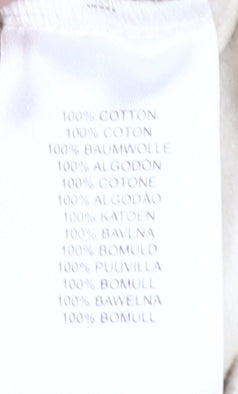 100% COTTON
100% COTON
100% BAUMWOLLE
100% ALGODÓN
100% COTONE
100% ALGODÃO
100% KATOEN
100% BAVLNA
100% BOMULD
100% PUUVILLA
100% BOMULL
100% BAWEŁNA
100% BOMULL